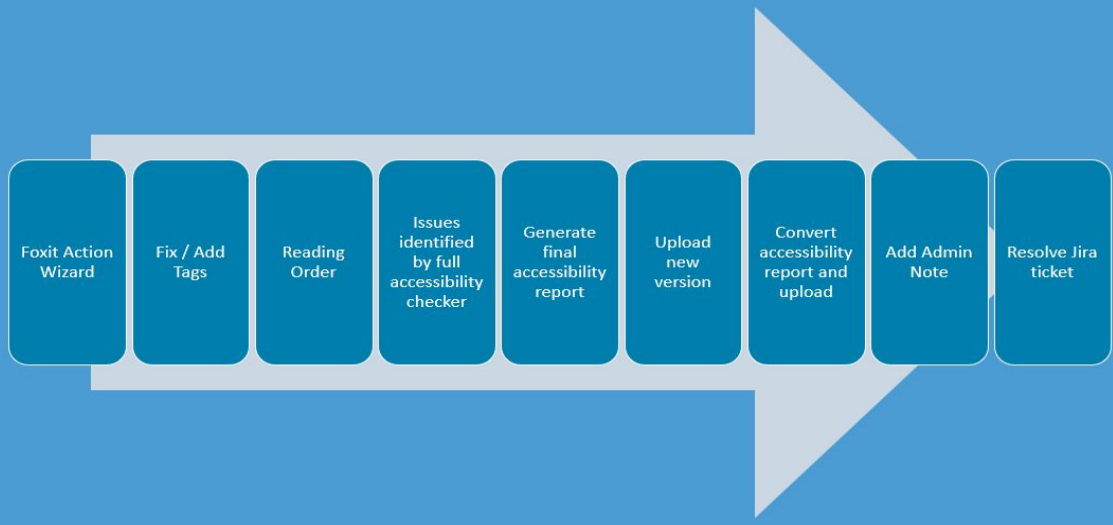 Foxit Action
Wizard
Fix / Add
Tags
Reading
Order
Issues
identified
by full
accessibility
checker
Generate
final
accessibility
report
Upload
new
version
Convert
accessibility
report and
upload
Add Admin
Note
Resolve Jira
ticket